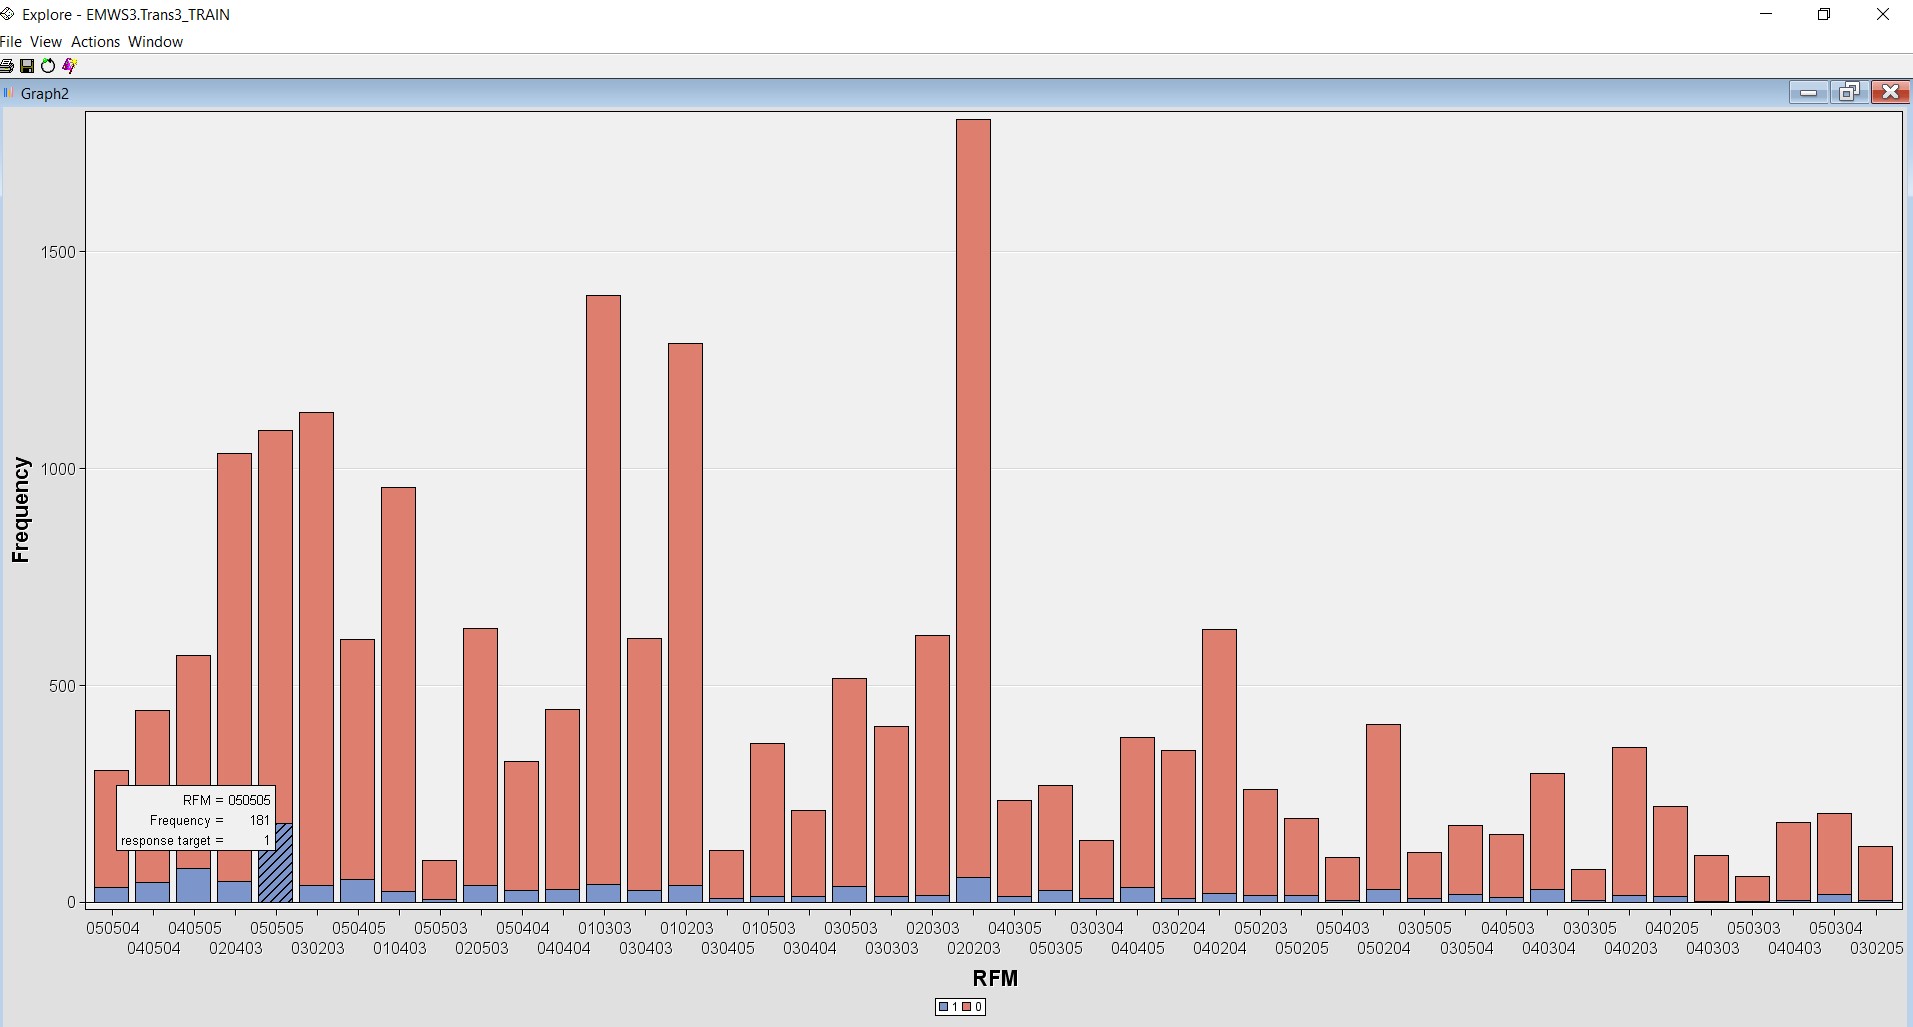 Explore - EMWS3.Trans3_TRAIN
File View Actions Window
Graph2
1500
1000
500
0
Frequency
RFM = 050505
Frequency = 181
response target = 1
050504 040505 050505 050405 050503 050404 010303 010203 010503 030503 020303 040305 030304 030204 050203 050403 030505 040503 030305 040205 050303 050304
040504 020403 030203 010403 020503 040404 030403 030405 030404 030303 020203 050305 040405 040204 050205 050204 030504 040304 040203 040303 040403 030205
RFM
1 0